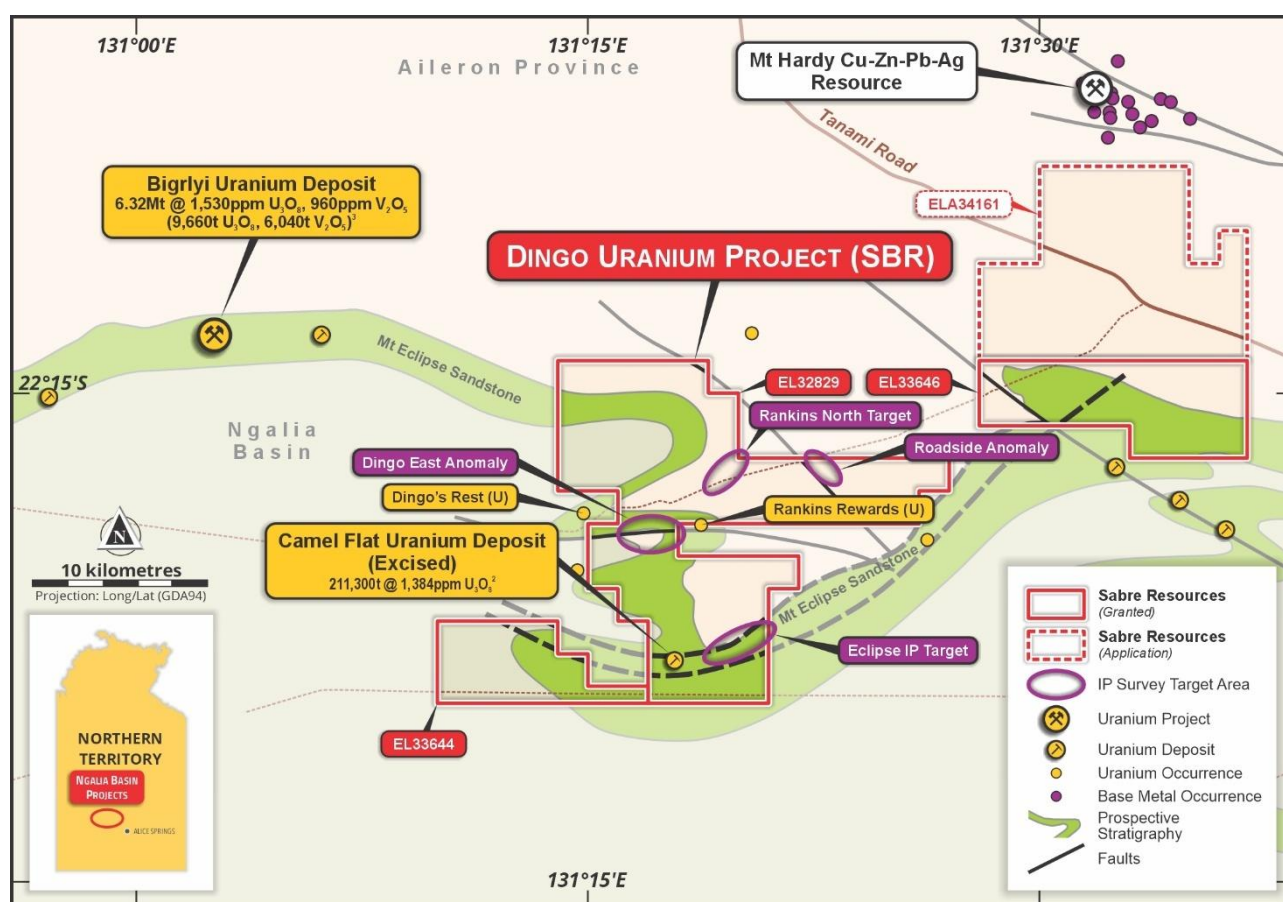 131°00'E
131°15'E
131°30'E
Aileron Province
Mt Hardy Cu-Zn-Pb-Ag
Resource
Tanami Road
Bigrlyi Uranium Deposit
6.32Mt @ 1,530ppm U₃O₈, 960ppm V₂O₅
(9,660t U₃O₈, 6,040t V₂O₅)³
ELA34161
DINGO URANIUM PROJECT (SBR)
Mt Eclipse Sandstone
22°15'S
EL32829
EL33646
Rankins North Target
Ngalia
Basin
Roadside Anomaly
Dingo East Anomaly
Dingo's Rest (U)
Rankins Rewards (U)
Camel Flat Uranium Deposit
(Excised)
211,300t @ 1,384ppm U₃O₈²
Mt Eclipse Sandstone
Eclipse IP Target
EL33644
N
10 kilometres
Projection: Long/Lat (GDA94)
NORTHERN
TERRITORY
NGALIA BASIN
PROJECTS
ALICE SPRINGS
131°15'E
Sabre Resources
(Granted)
Sabre Resources
(Application)
IP Survey Target Area
Uranium Project
Uranium Deposit
Uranium Occurrence
Base Metal Occurrence
Prospective
Stratigraphy
Faults